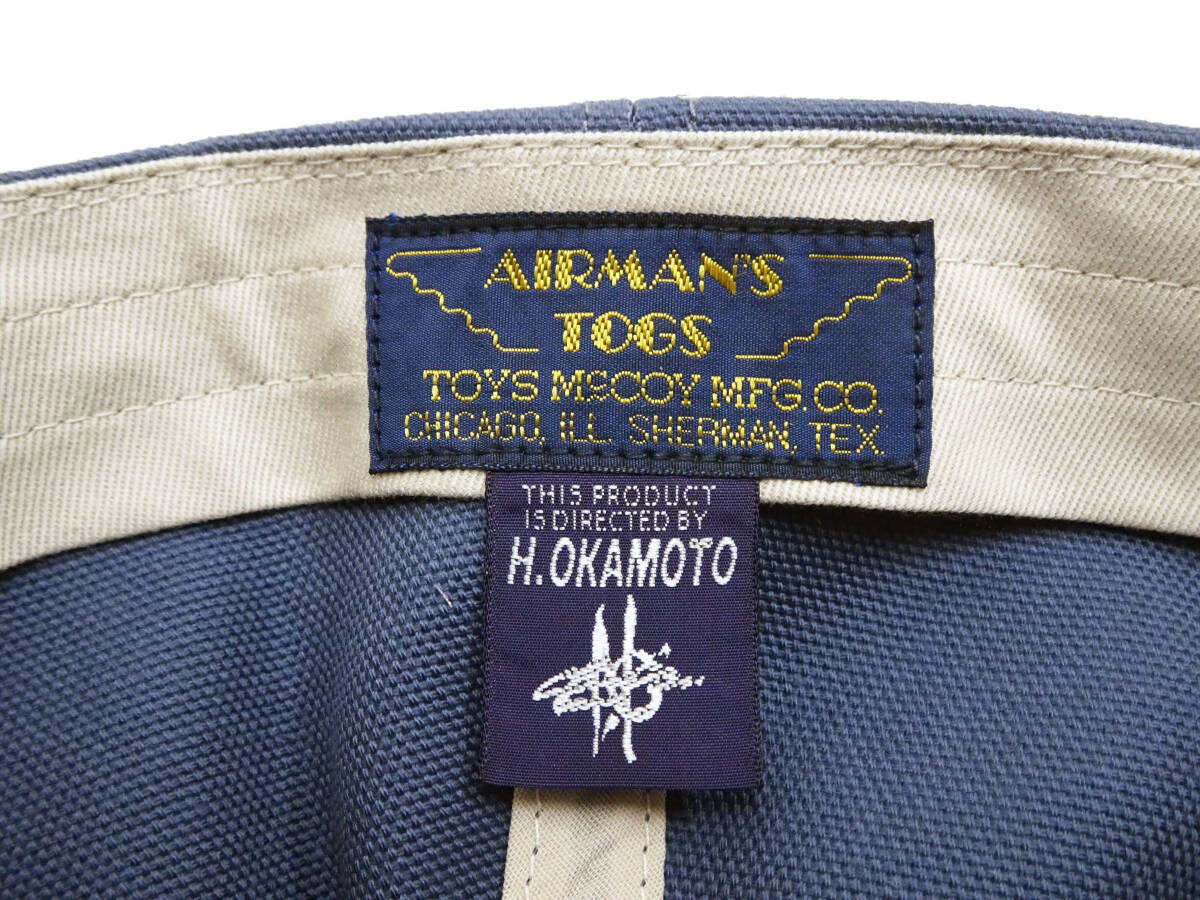 AIRMAN'S
TOGS
TOYS McCOY MFG. CO.
CHICAGO, ILL. SHERMAN, TEX.
THIS PRODUCT
IS DIRECTED BY
H.OKAMOTO